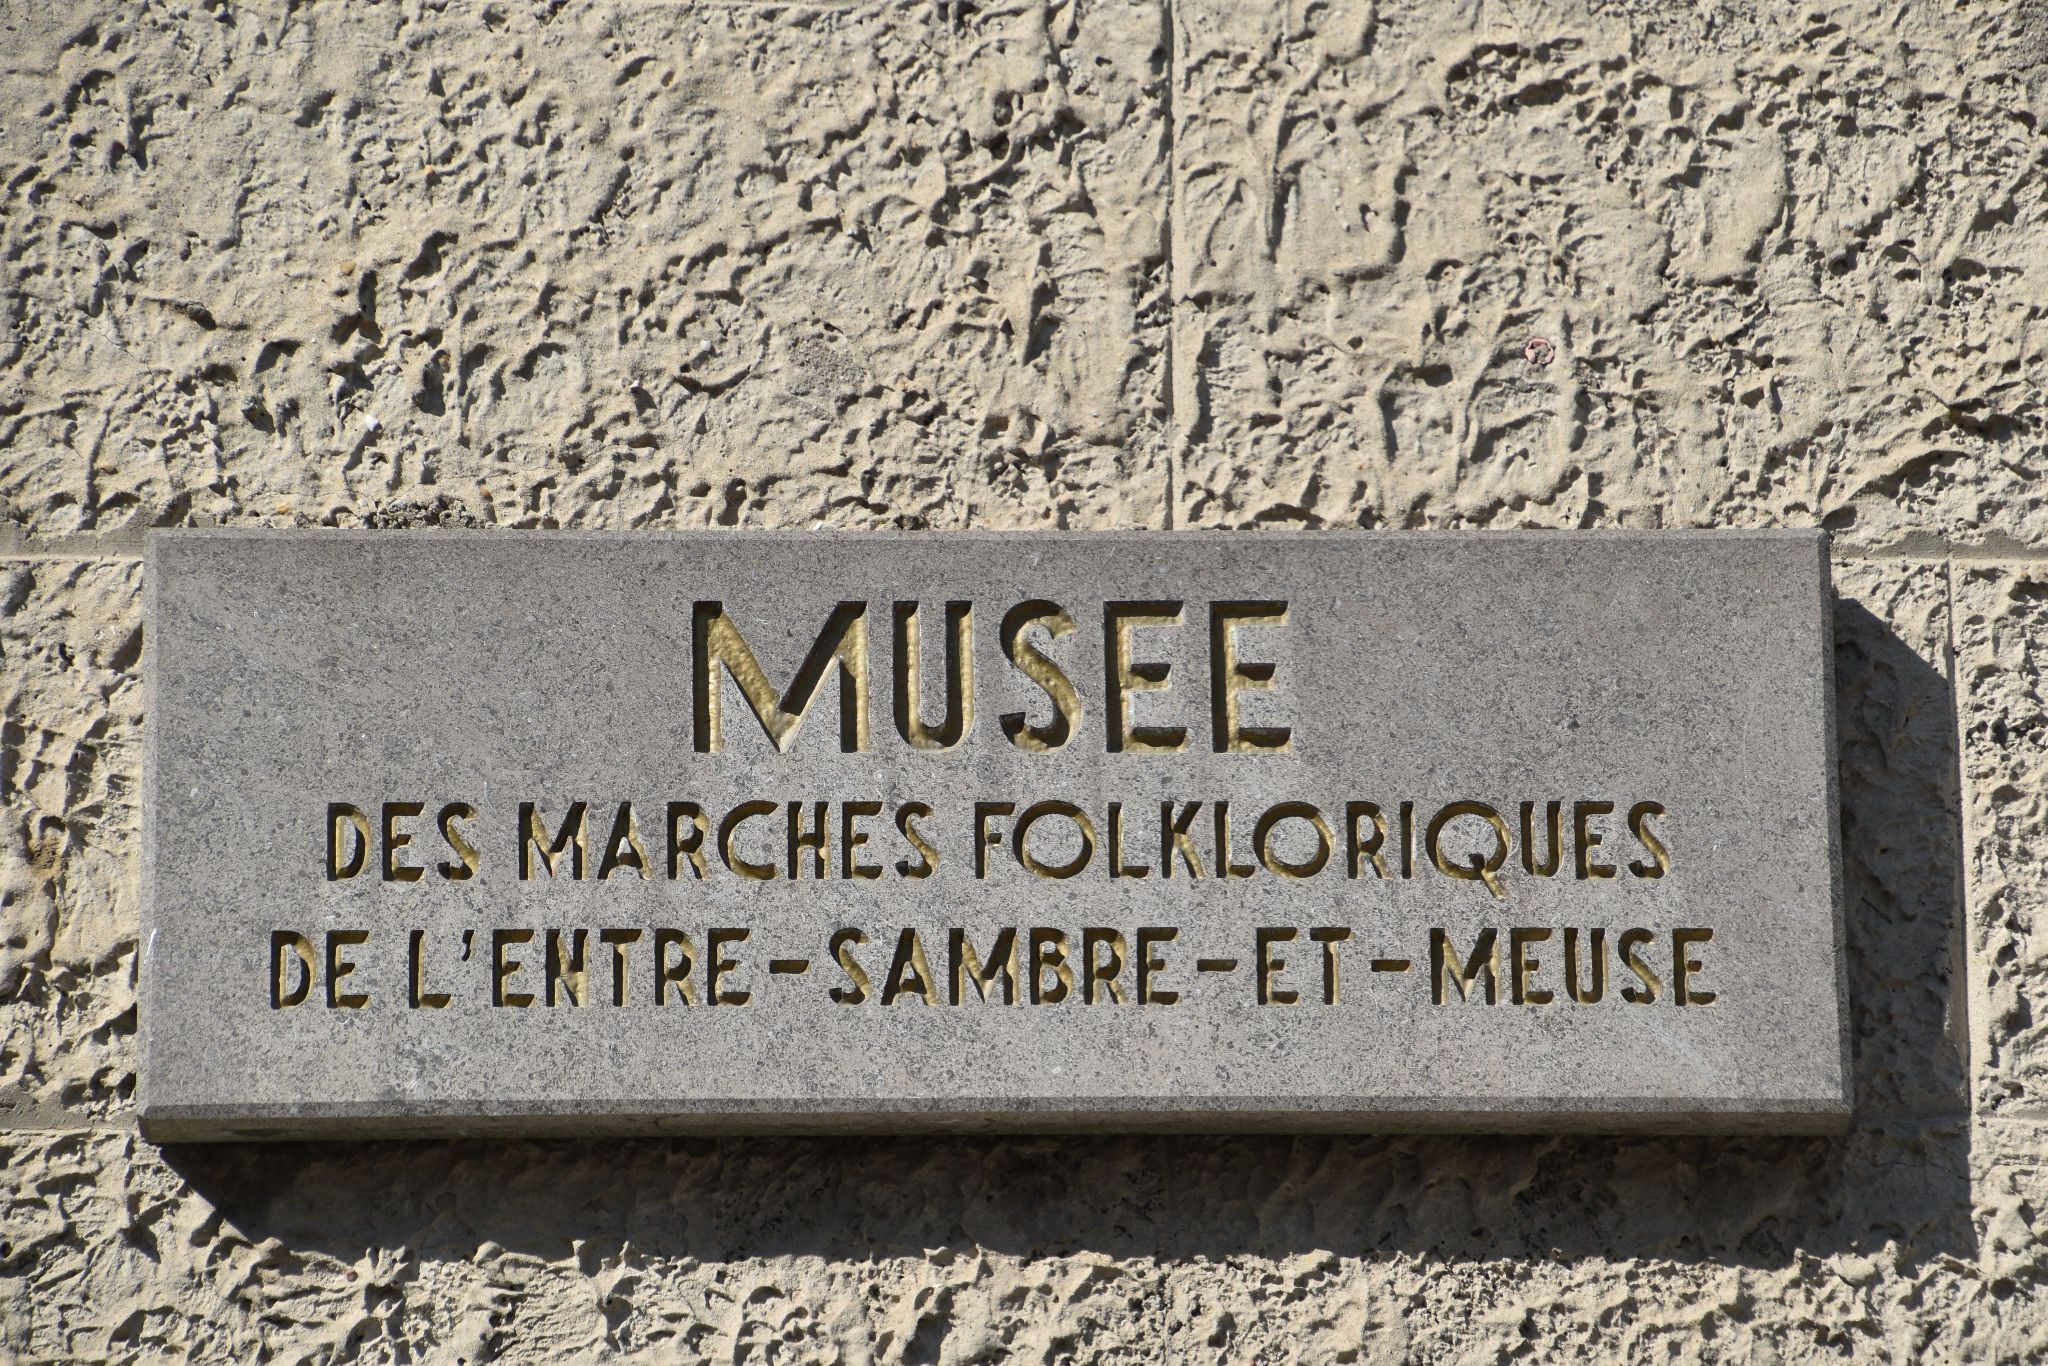 MUSEE
DES MARCHES FOLKLORIQUES
DE L'ENTRE-SAMBRE-ET-MEUSE